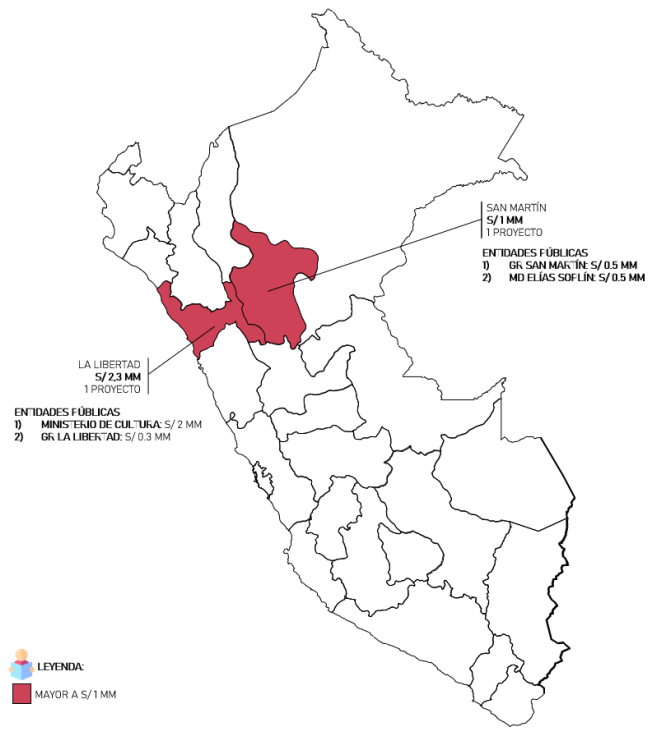 SAN MARTÍN
S/1 MM
1 PROYECTO
ENTIDADES PÚBLICAS
1) GR SAN MARTÍN: S/ 0.5 MM
2) MD ELÍAS SOPLÍN: S/ 0.5 MM
LA LIBERTAD
S/ 2,3 MM
1 PROYECTO
ENTIDADES PÚBLICAS
1) MINISTERIO DE CULTURA: S/ 2 MM
2) GR LA LIBERTAD: S/ 0.3 MM
LEYENDA:
MAYOR A S/ 1 MM